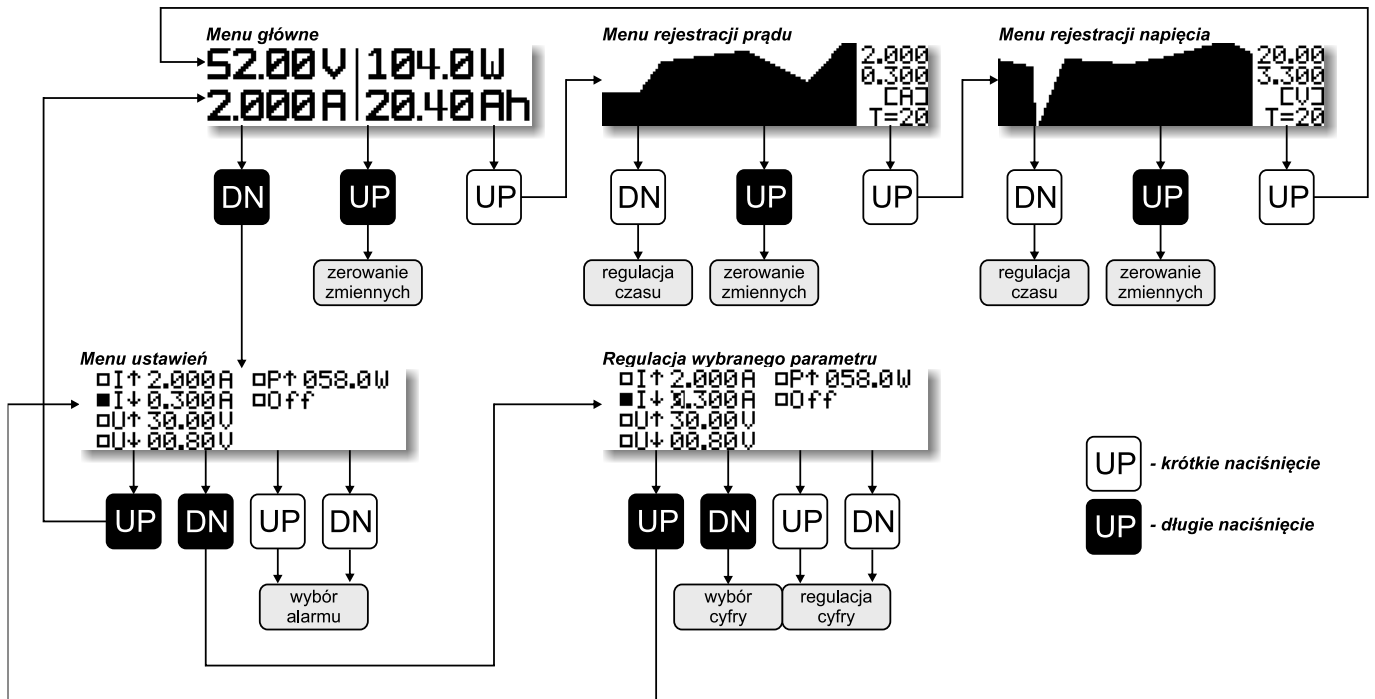 Menu główne
52.00V 104.0W
2.000A 20.40Ah
DN
UP
UP
zerowanie
zmiennych
Menu rejestracji prądu
2.000
0.300
[A]
T=20
DN
UP
UP
regulacja
czasu
zerowanie
zmiennych
Menu rejestracji napięcia
20.00
3.300
[V]
T=20
DN
UP
UP
regulacja
czasu
zerowanie
zmiennych
Menu ustawień
□I↑2.000A □P↑058.0W
■I↓0.300A □Off
□U↑30.00V
□U↓00.80V
UP
DN
UP
DN
wybór
alarmu
Regulacja wybranego parametru
□I↑2.000A □P↑058.0W
■I↓0.300A □Off
□U↑30.00V
□U↓00.80V
UP
DN
UP
DN
wybór
cyfry
regulacja
cyfry
UP - krótkie naciśnięcie
UP - długie naciśnięcie